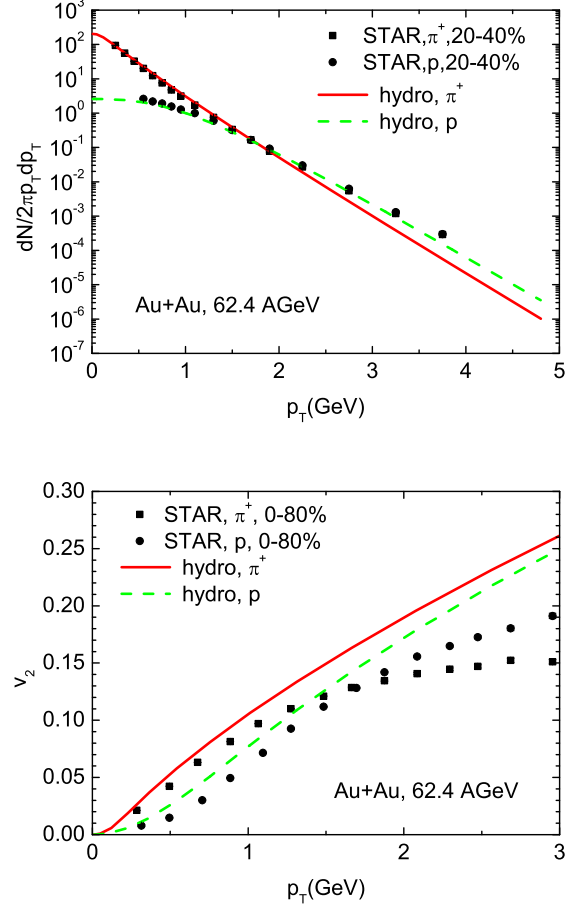 10³
10²
10¹
10⁰
10⁻¹
10⁻²
10⁻³
10⁻⁴
10⁻⁵
10⁻⁶
10⁻⁷
dN/2πp_T dp_T
STAR,π⁺,20-40%
STAR,p,20-40%
hydro, π⁺
hydro, p
Au+Au, 62.4 AGeV
0 1 2 3 4 5
p_T(GeV)
0.30
0.25
0.20
0.15
0.10
0.05
0.00
v₂
STAR, π⁺, 0-80%
STAR, p, 0-80%
hydro, π⁺
hydro, p
Au+Au, 62.4 AGeV
0 1 2 3
p_T(GeV)